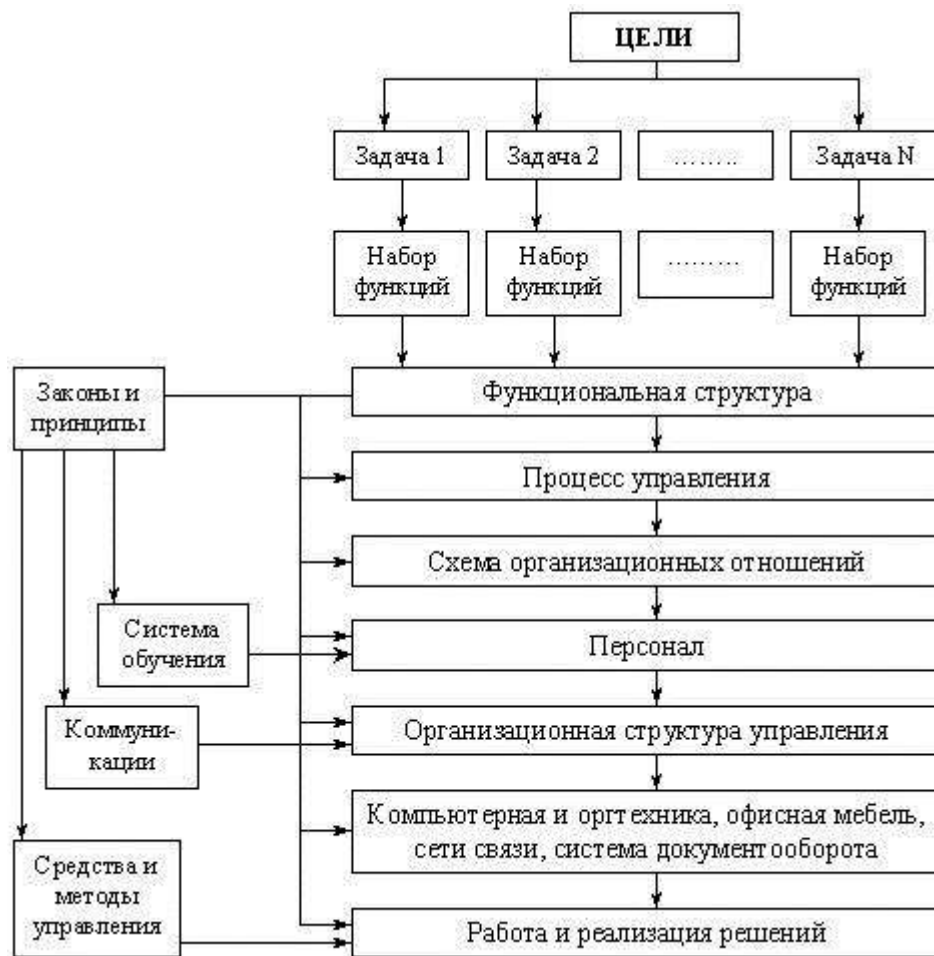 ЦЕЛИ
Задача 1
Задача 2
........
Задача N
Набор
функций
Набор
функций
.........
Набор
функций
Законы и
принципы
Функциональная структура
Процесс управления
Схема организационных отношений
Система
обучения
Персонал
Коммуни-
кации
Организационная структура управления
Компьютерная и оргтехника, офисная мебель,
сети связи, система документооборота
Средства и
методы
управления
Работа и реализация решений